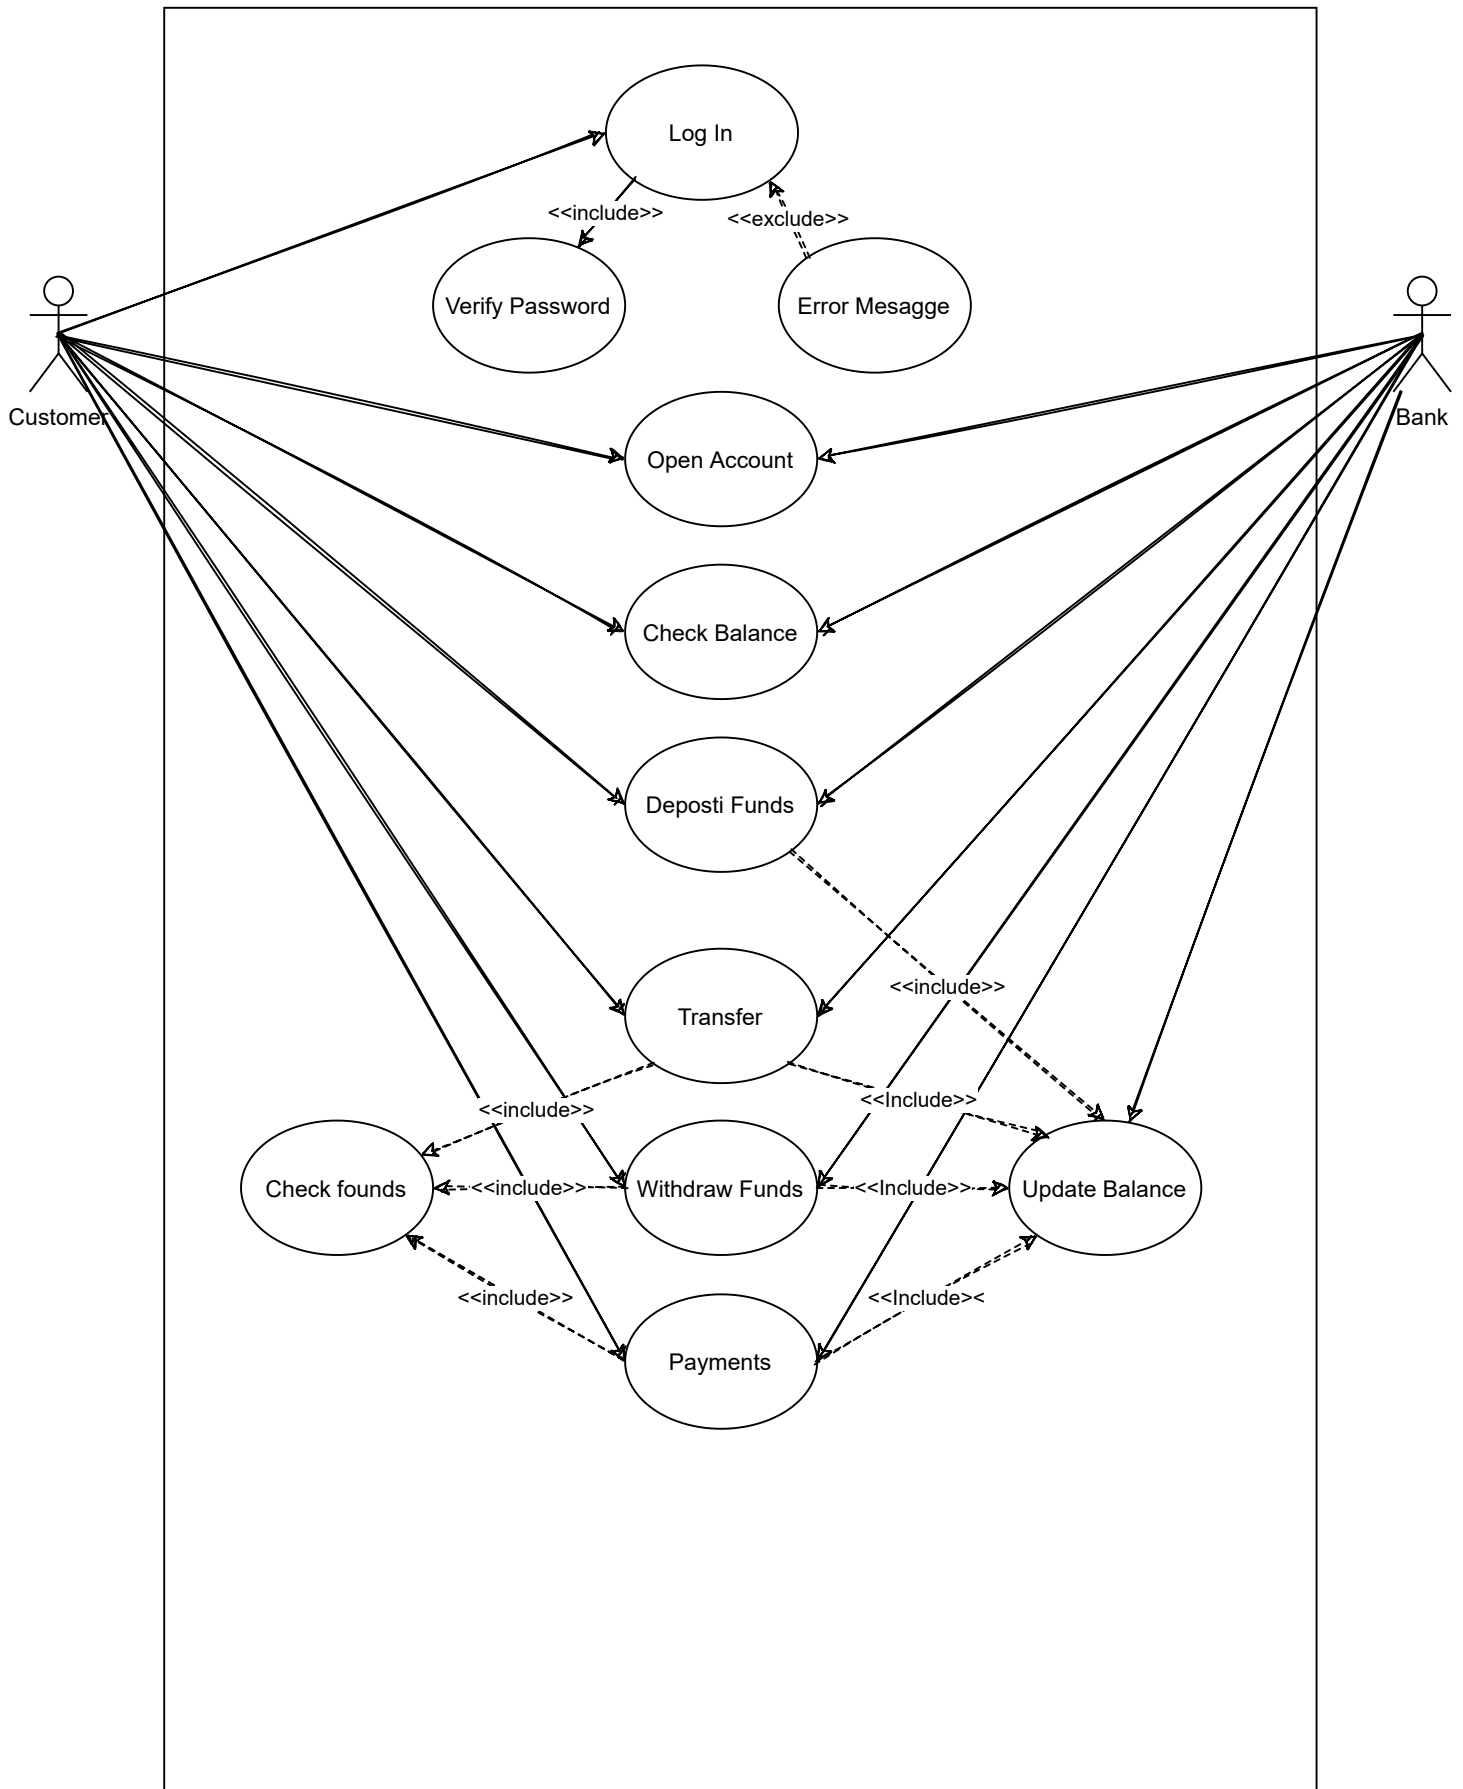 Log In
<<include>>
<<exclude>>
Verify Password
Error Mesagge
Customer
Bank
Open Account
Check Balance
Deposti Funds
<<include>>
Transfer
<<include>>
<<Include>>
Check founds
<<include>>
Withdraw Funds
<<Include>>
Update Balance
<<include>>
<<Include><
Payments